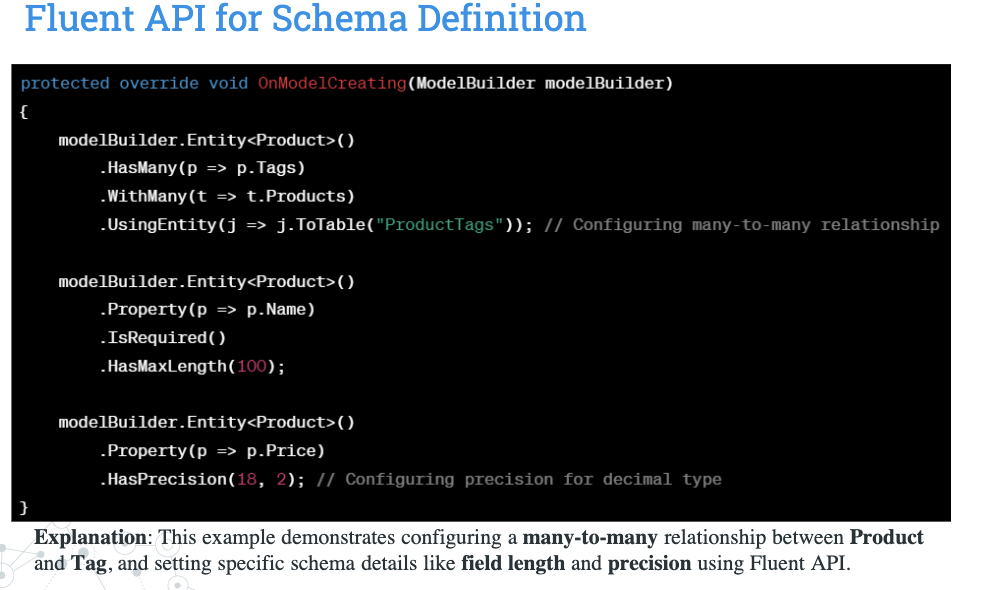 Fluent API for Schema Definition
protected override void OnModelCreating(ModelBuilder modelBuilder)
{
    modelBuilder.Entity<Product>()
        .HasMany(p => p.Tags)
        .WithMany(t => t.Products)
        .UsingEntity(j => j.ToTable("ProductTags")); // Configuring many-to-many relationship
    modelBuilder.Entity<Product>()
        .Property(p => p.Name)
        .IsRequired()
        .HasMaxLength(100);
    modelBuilder.Entity<Product>()
        .Property(p => p.Price)
        .HasPrecision(18, 2); // Configuring precision for decimal type
}
Explanation: This example demonstrates configuring a many-to-many relationship between Product
and Tag, and setting specific schema details like field length and precision using Fluent API.